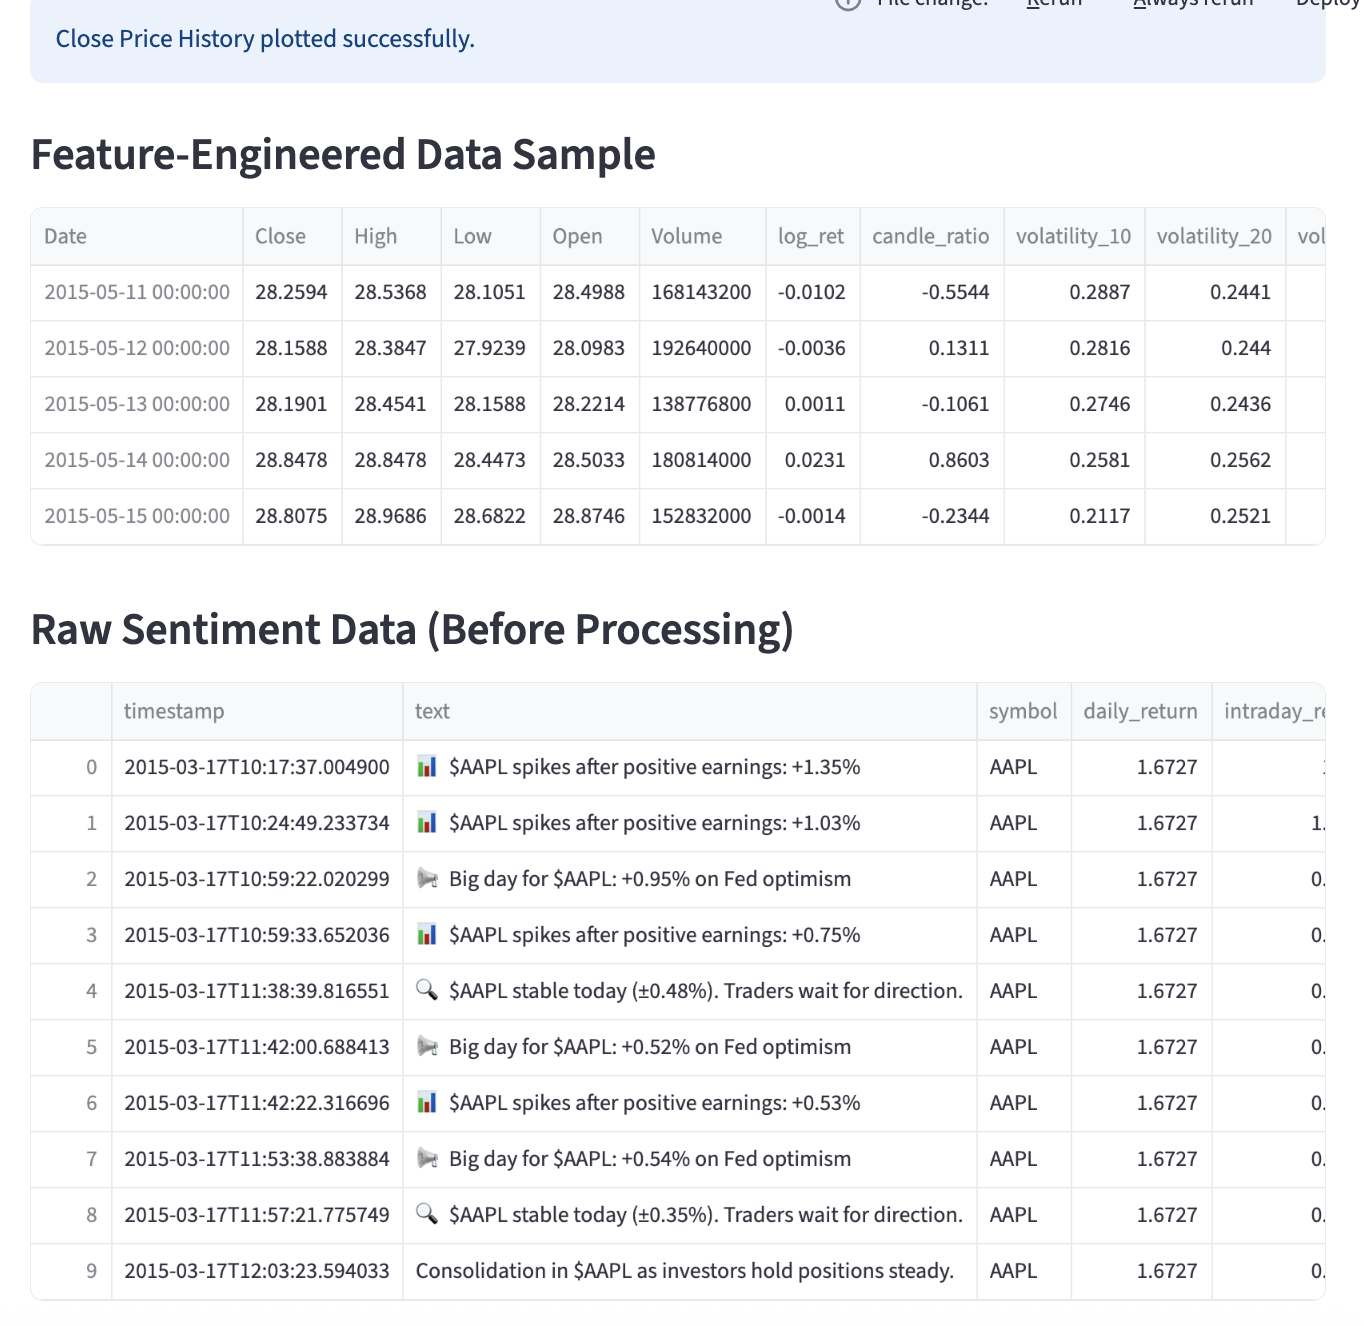 File change. Rerun Always rerun Deploy
Close Price History plotted successfully.
Feature-Engineered Data Sample
Date Close High Low Open Volume log_ret candle_ratio volatility_10 volatility_20 vol
2015-05-11 00:00:00 28.2594 28.5368 28.1051 28.4988 168143200 -0.0102 -0.5544 0.2887 0.2441
2015-05-12 00:00:00 28.1588 28.3847 27.9239 28.0983 192640000 -0.0036 0.1311 0.2816 0.244
2015-05-13 00:00:00 28.1901 28.4541 28.1588 28.2214 138776800 0.0011 -0.1061 0.2746 0.2436
2015-05-14 00:00:00 28.8478 28.8478 28.4473 28.5033 180814000 0.0231 0.8603 0.2581 0.2562
2015-05-15 00:00:00 28.8075 28.9686 28.6822 28.8746 152832000 -0.0014 -0.2344 0.2117 0.2521
Raw Sentiment Data (Before Processing)
timestamp text symbol daily_return intraday_re
0 2015-03-17T10:17:37.004900 📊 $AAPL spikes after positive earnings: +1.35% AAPL 1.6727
1 2015-03-17T10:24:49.233734 📊 $AAPL spikes after positive earnings: +1.03% AAPL 1.6727 1.
2 2015-03-17T10:59:22.020299 📢 Big day for $AAPL: +0.95% on Fed optimism AAPL 1.6727 0.
3 2015-03-17T10:59:33.652036 📊 $AAPL spikes after positive earnings: +0.75% AAPL 1.6727 0.
4 2015-03-17T11:38:39.816551 🔍 $AAPL stable today (±0.48%). Traders wait for direction. AAPL 1.6727 0.
5 2015-03-17T11:42:00.688413 📢 Big day for $AAPL: +0.52% on Fed optimism AAPL 1.6727 0.
6 2015-03-17T11:42:22.316696 📊 $AAPL spikes after positive earnings: +0.53% AAPL 1.6727 0.
7 2015-03-17T11:53:38.883884 📢 Big day for $AAPL: +0.54% on Fed optimism AAPL 1.6727 0.
8 2015-03-17T11:57:21.775749 🔍 $AAPL stable today (±0.35%). Traders wait for direction. AAPL 1.6727 0.
9 2015-03-17T12:03:23.594033 Consolidation in $AAPL as investors hold positions steady. AAPL 1.6727 0.